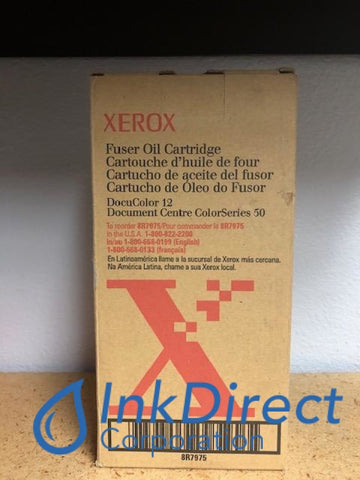 XEROX
Fuser Oil Cartridge
Cartouche d'huile de four
Cartucho de aceite del fusor
Cartucho de Óleo do Fusor
DocuColor 12
Document Centre ColorSeries 50
To reorder 8R7975/Pour commander le 8R7975
In the U.S.A. 1-800-822-2200
In/au 1-800-668-0199 (English)
1-800-668-0133 (français)
En Latinoamérica llame a la sucursal de Xerox más cercana.
Na América Latina, chame a sua Xerox local.
X
InkDirect
Corporation
8R7975